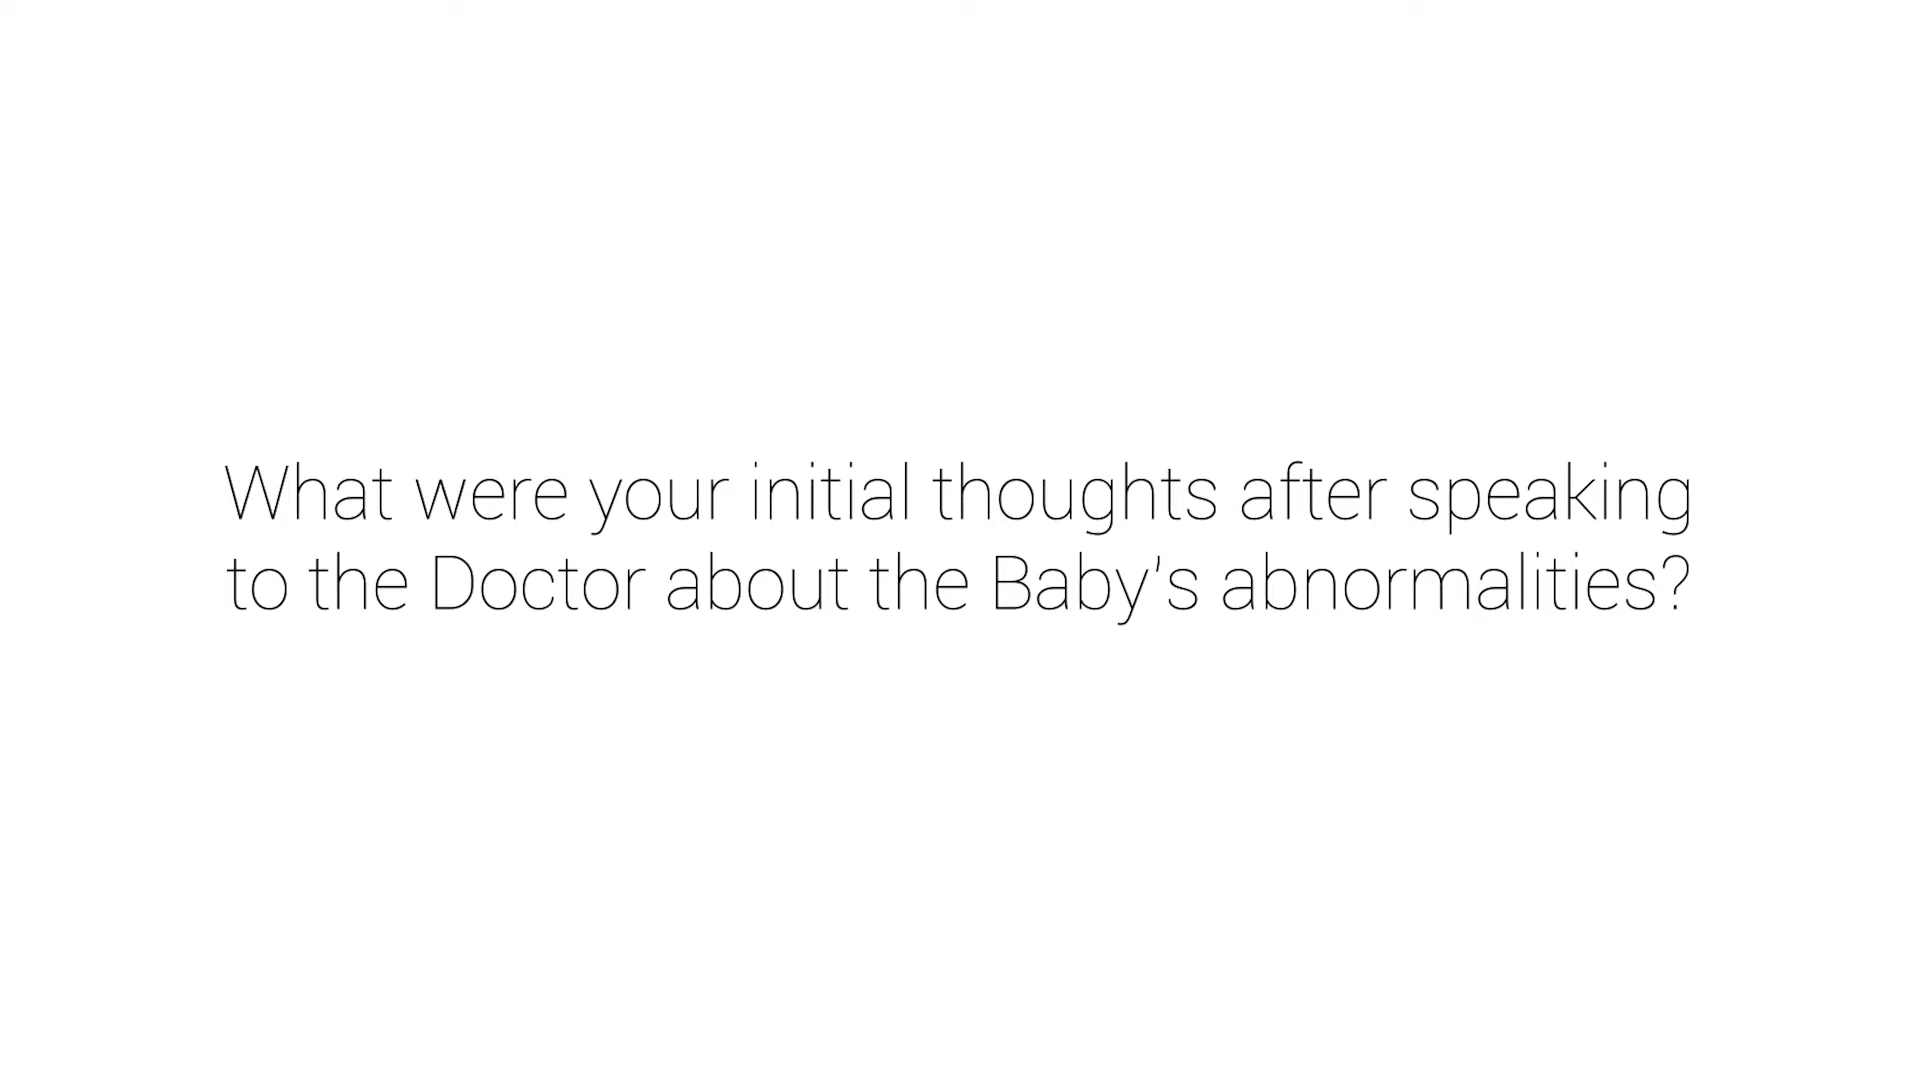 What were your initial thoughts after speaking
to the Doctor about the Baby's abnormalities?